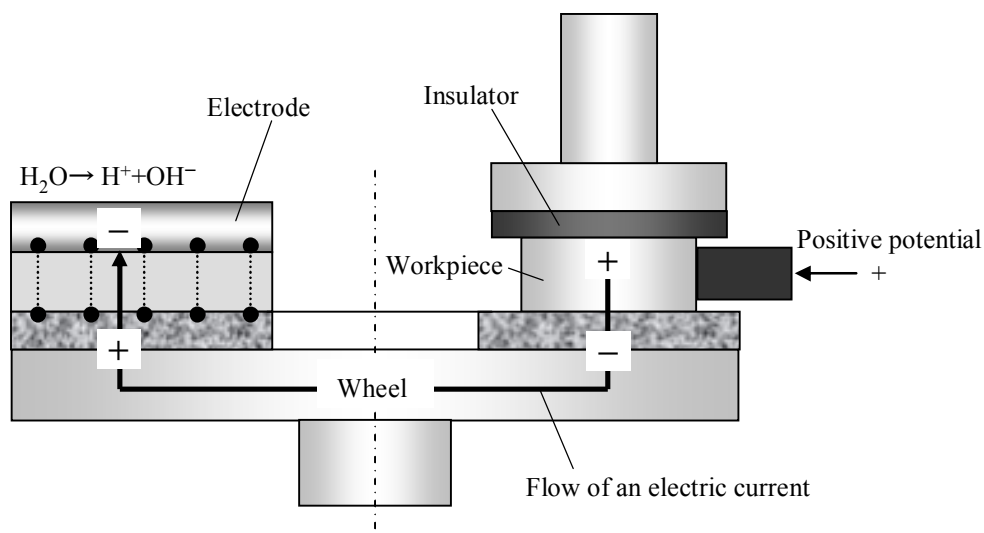 Insulator
Electrode
H₂O→ H⁺+OH⁻
−
Positive potential
+
Workpiece
+
+
−
Wheel
Flow of an electric current